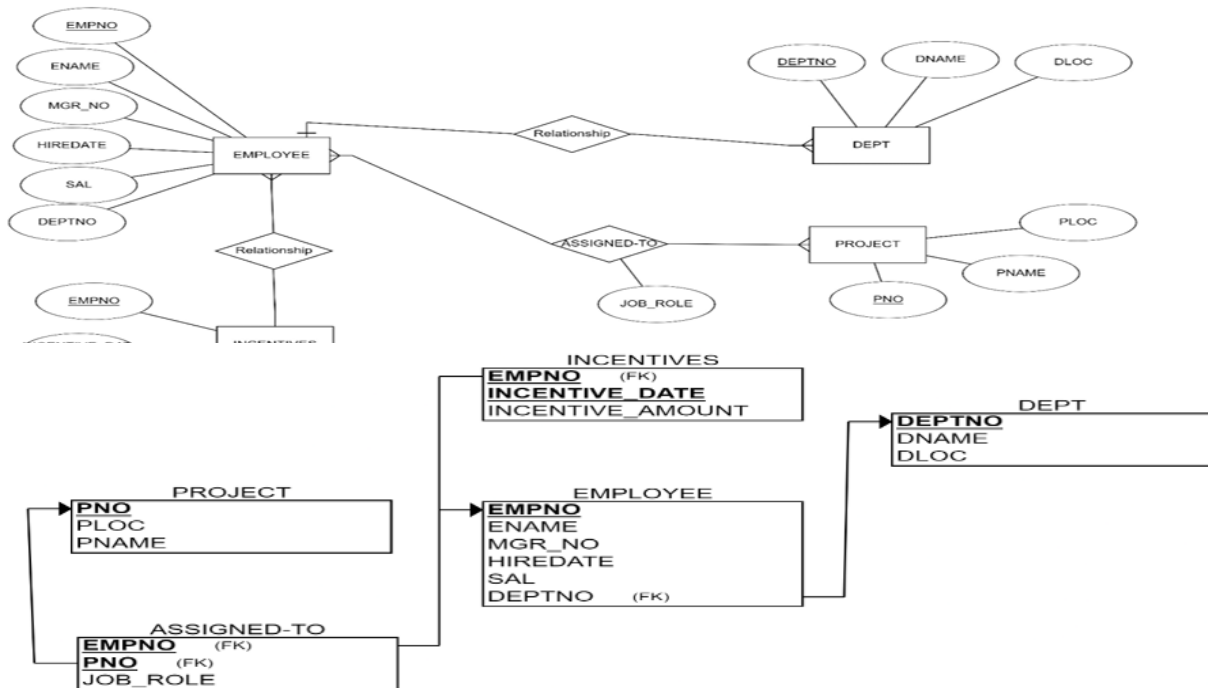 EMPNO
ENAME
MGR_NO
HIREDATE
SAL
DEPTNO
EMPLOYEE
Relationship
DEPTNO
DNAME
DLOC
DEPT
Relationship
ASSIGNED-TO
JOB_ROLE
PROJECT
PLOC
PNAME
PNO
EMPNO
INCENTIVES
INCENTIVES
EMPNO (FK)
INCENTIVE_DATE
INCENTIVE_AMOUNT
DEPT
DEPTNO
DNAME
DLOC
PROJECT
PNO
PLOC
PNAME
EMPLOYEE
EMPNO
ENAME
MGR_NO
HIREDATE
SAL
DEPTNO (FK)
ASSIGNED-TO
EMPNO (FK)
PNO (FK)
JOB_ROLE